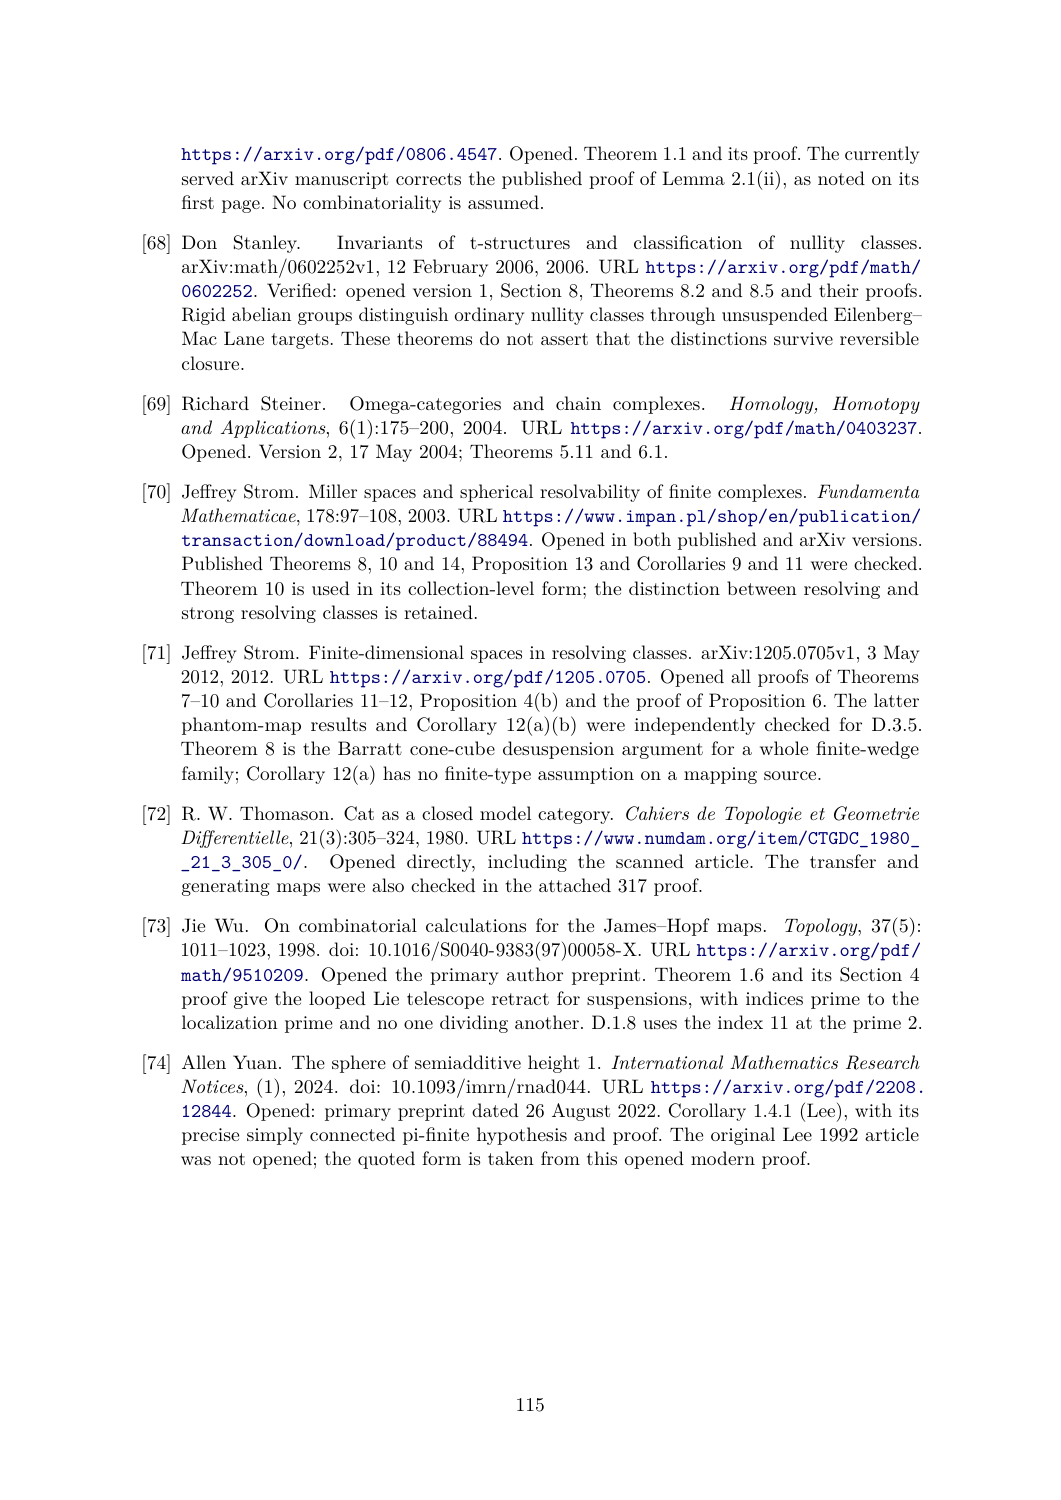 https://arxiv.org/pdf/0806.4547. Opened. Theorem 1.1 and its proof. The currently
served arXiv manuscript corrects the published proof of Lemma 2.1(ii), as noted on its
first page. No combinatoriality is assumed.
[68] Don Stanley. Invariants of t-structures and classification of nullity classes.
arXiv:math/0602252v1, 12 February 2006, 2006. URL https://arxiv.org/pdf/math/
0602252. Verified: opened version 1, Section 8, Theorems 8.2 and 8.5 and their proofs.
Rigid abelian groups distinguish ordinary nullity classes through unsuspended Eilenberg–
Mac Lane targets. These theorems do not assert that the distinctions survive reversible
closure.
[69] Richard Steiner. Omega-categories and chain complexes. Homology, Homotopy
and Applications, 6(1):175–200, 2004. URL https://arxiv.org/pdf/math/0403237.
Opened. Version 2, 17 May 2004; Theorems 5.11 and 6.1.
[70] Jeffrey Strom. Miller spaces and spherical resolvability of finite complexes. Fundamenta
Mathematicae, 178:97–108, 2003. URL https://www.impan.pl/shop/en/publication/
transaction/download/product/88494. Opened in both published and arXiv versions.
Published Theorems 8, 10 and 14, Proposition 13 and Corollaries 9 and 11 were checked.
Theorem 10 is used in its collection-level form; the distinction between resolving and
strong resolving classes is retained.
[71] Jeffrey Strom. Finite-dimensional spaces in resolving classes. arXiv:1205.0705v1, 3 May
2012, 2012. URL https://arxiv.org/pdf/1205.0705. Opened all proofs of Theorems
7–10 and Corollaries 11–12, Proposition 4(b) and the proof of Proposition 6. The latter
phantom-map results and Corollary 12(a)(b) were independently checked for D.3.5.
Theorem 8 is the Barratt cone-cube desuspension argument for a whole finite-wedge
family; Corollary 12(a) has no finite-type assumption on a mapping source.
[72] R. W. Thomason. Cat as a closed model category. Cahiers de Topologie et Geometrie
Differentielle, 21(3):305–324, 1980. URL https://www.numdam.org/item/CTGDC_1980_
_21_3_305_0/. Opened directly, including the scanned article. The transfer and
generating maps were also checked in the attached 317 proof.
[73] Jie Wu. On combinatorial calculations for the James–Hopf maps. Topology, 37(5):
1011–1023, 1998. doi: 10.1016/S0040-9383(97)00058-X. URL https://arxiv.org/pdf/
math/9510209. Opened the primary author preprint. Theorem 1.6 and its Section 4
proof give the looped Lie telescope retract for suspensions, with indices prime to the
localization prime and no one dividing another. D.1.8 uses the index 11 at the prime 2.
[74] Allen Yuan. The sphere of semiadditive height 1. International Mathematics Research
Notices, (1), 2024. doi: 10.1093/imrn/rnad044. URL https://arxiv.org/pdf/2208.
12844. Opened: primary preprint dated 26 August 2022. Corollary 1.4.1 (Lee), with its
precise simply connected pi-finite hypothesis and proof. The original Lee 1992 article
was not opened; the quoted form is taken from this opened modern proof.
115